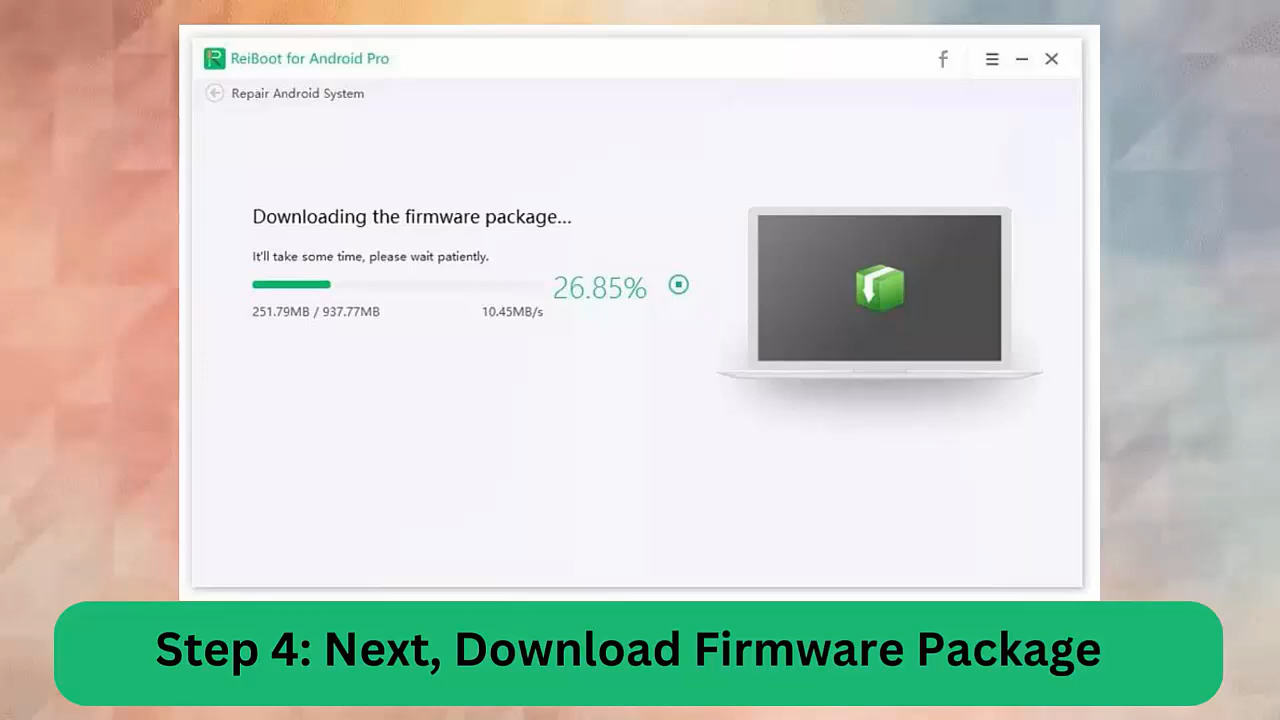 ReiBoot for Android Pro
Repair Android System
Downloading the firmware package...
It'll take some time, please wait patiently.
26.85%
251.79MB / 937.77MB 10.45MB/s
Step 4: Next, Download Firmware Package